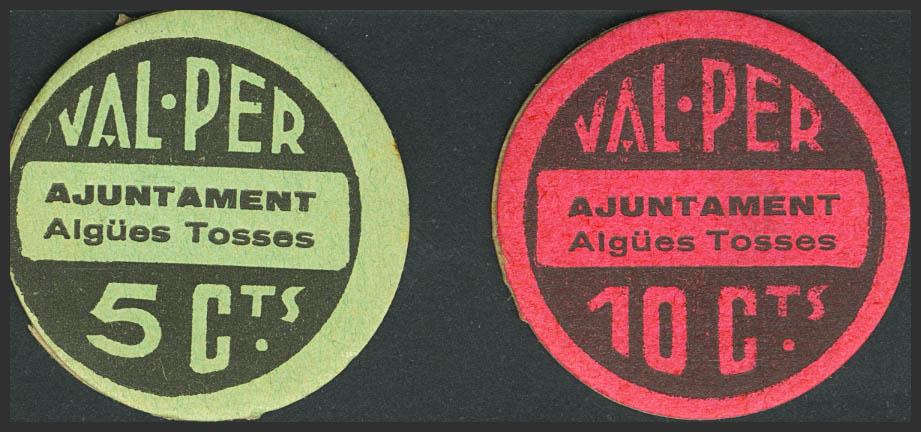 VAL·PER
AJUNTAMENT
Algües Tosses
5 CTS.
VAL·PER
AJUNTAMENT
Algües Tosses
10 CTS.